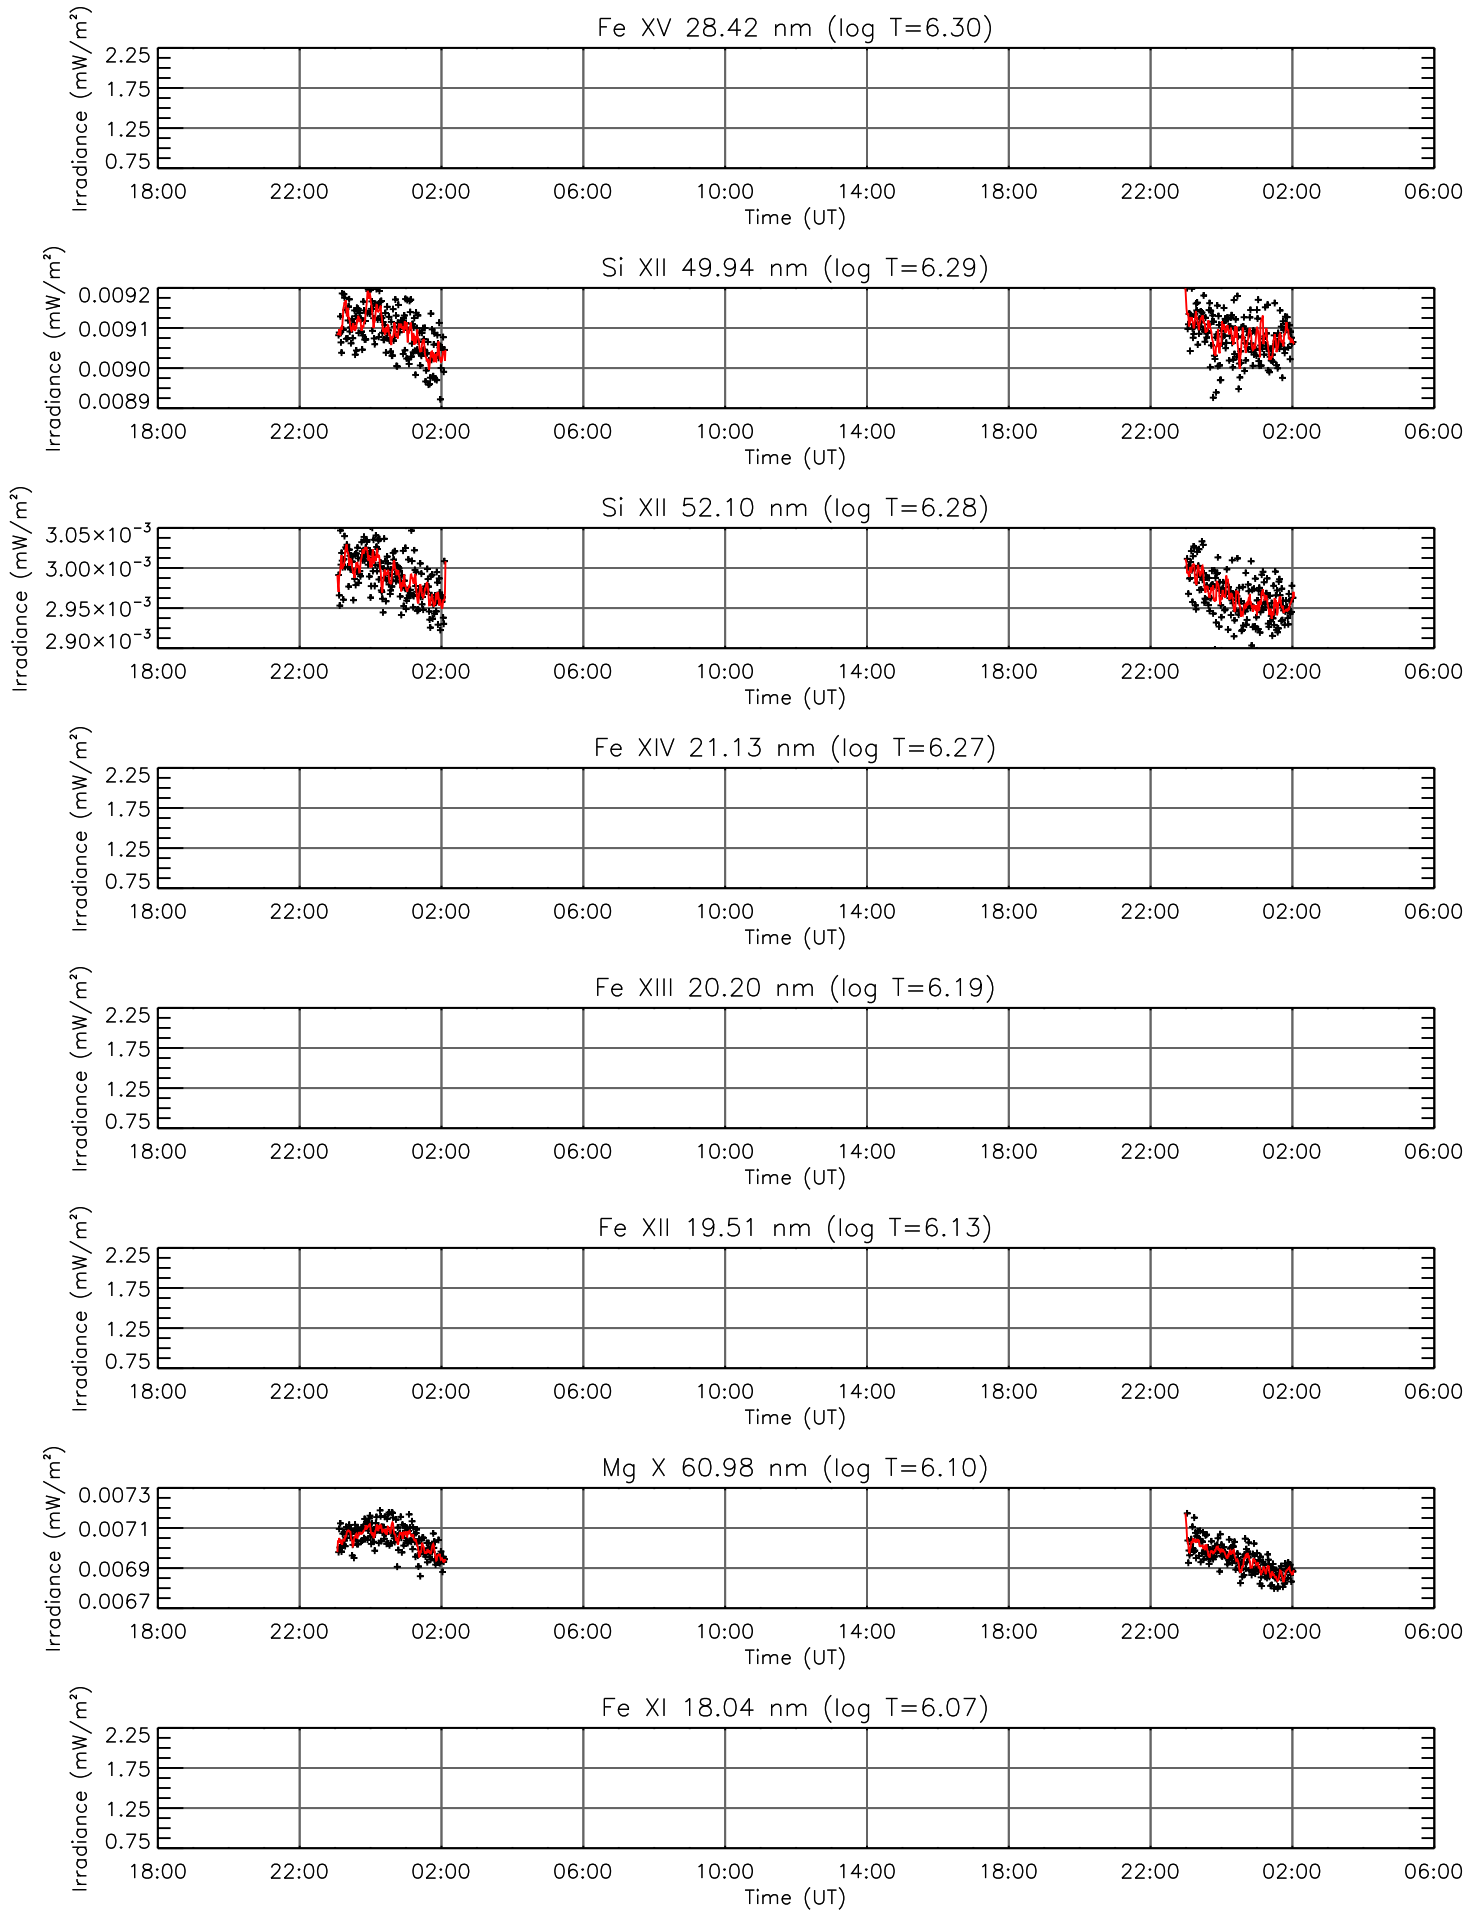 Fe XV 28.42 nm (log T=6.30)
Irradiance (mW/m²)
2.25
1.75
1.25
0.75
18:00 22:00 02:00 06:00 10:00 14:00 18:00 22:00 02:00 06:00
Time (UT)
Si XII 49.94 nm (log T=6.29)
Irradiance (mW/m²)
0.0092
0.0091
0.0090
0.0089
18:00 22:00 02:00 06:00 10:00 14:00 18:00 22:00 02:00 06:00
Time (UT)
Si XII 52.10 nm (log T=6.28)
Irradiance (mW/m²)
3.05×10⁻³
3.00×10⁻³
2.95×10⁻³
2.90×10⁻³
18:00 22:00 02:00 06:00 10:00 14:00 18:00 22:00 02:00 06:00
Time (UT)
Fe XIV 21.13 nm (log T=6.27)
Irradiance (mW/m²)
2.25
1.75
1.25
0.75
18:00 22:00 02:00 06:00 10:00 14:00 18:00 22:00 02:00 06:00
Time (UT)
Fe XIII 20.20 nm (log T=6.19)
Irradiance (mW/m²)
2.25
1.75
1.25
0.75
18:00 22:00 02:00 06:00 10:00 14:00 18:00 22:00 02:00 06:00
Time (UT)
Fe XII 19.51 nm (log T=6.13)
Irradiance (mW/m²)
2.25
1.75
1.25
0.75
18:00 22:00 02:00 06:00 10:00 14:00 18:00 22:00 02:00 06:00
Time (UT)
Mg X 60.98 nm (log T=6.10)
Irradiance (mW/m²)
0.0073
0.0071
0.0069
0.0067
18:00 22:00 02:00 06:00 10:00 14:00 18:00 22:00 02:00 06:00
Time (UT)
Fe XI 18.04 nm (log T=6.07)
Irradiance (mW/m²)
2.25
1.75
1.25
0.75
18:00 22:00 02:00 06:00 10:00 14:00 18:00 22:00 02:00 06:00
Time (UT)